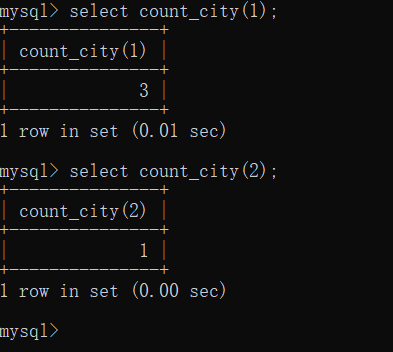 mysql> select count_city(1);
+---------------+
| count_city(1) |
+---------------+
|             3 |
+---------------+
1 row in set (0.01 sec)
mysql> select count_city(2);
+---------------+
| count_city(2) |
+---------------+
|             1 |
+---------------+
1 row in set (0.00 sec)
mysql>